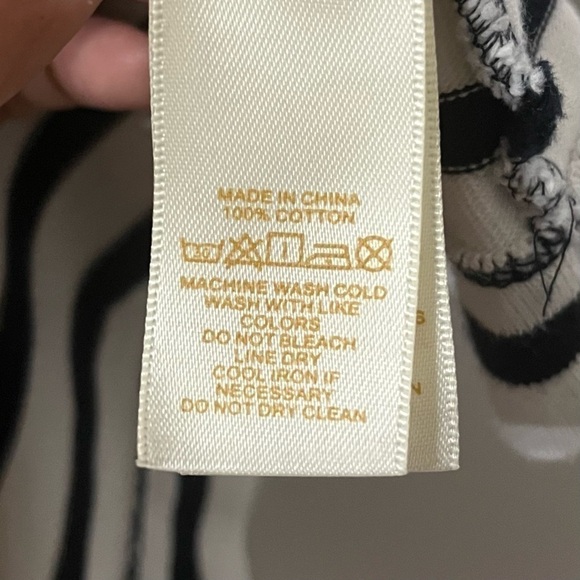 MADE IN CHINA
100% COTTON
30
MACHINE WASH COLD
WASH WITH LIKE
COLORS
DO NOT BLEACH
LINE DRY
COOL IRON IF
NECESSARY
DO NOT DRY CLEAN